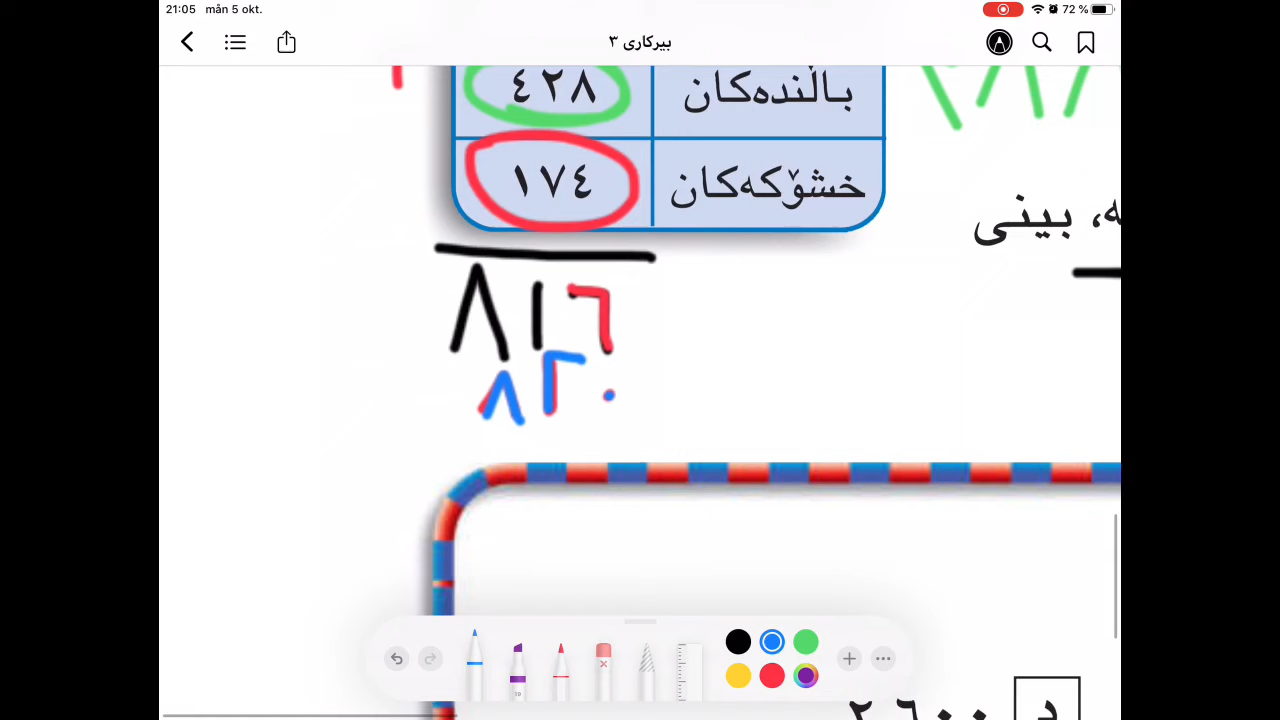 21:05 mån 5 okt. 72 %
بیرکاری ٣
باڵندەکان ٤٢٨
خشۆکەکان ١٧٤
ە، بینی
٨١٦
٨٢٠
د ٢٦٠٠